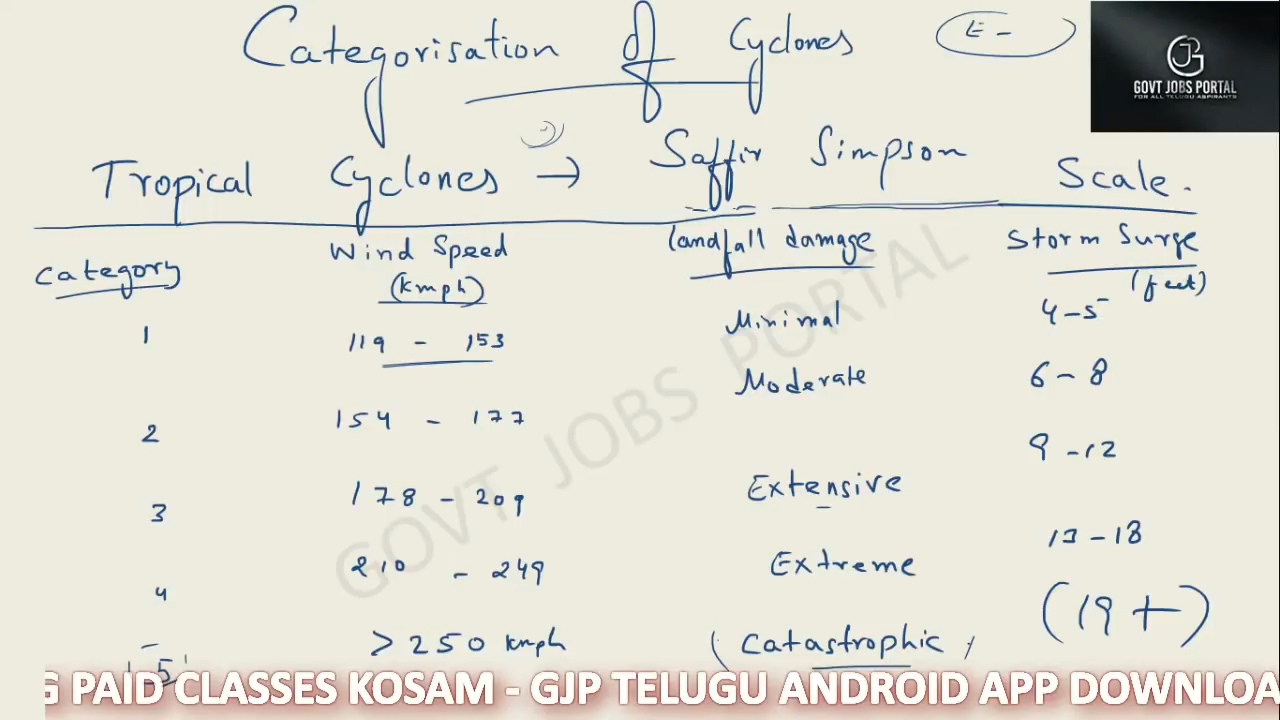 Categorisation of Cyclones E-
GOVT JOBS PORTAL
FOR ALL TELUGU ASPIRANTS
Tropical Cyclones → Saffir Simpson Scale.
Category Wind Speed (kmph) landfall damage Storm Surge (feet)
1 119 - 153 Minimal 4-5
2 154 - 177 Moderate 6-8
3 178 - 209 Extensive 9-12
4 210 - 249 Extreme 13-18
5 >250 kmph (Catastrophic) (19+)
GOVT JOBS PORTAL
G PAID CLASSES KOSAM - GJP TELUGU ANDROID APP DOWNLOA